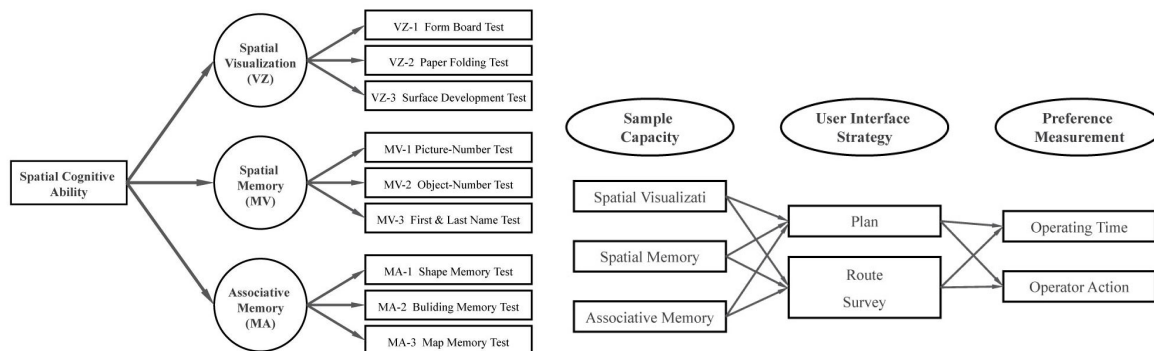 Spatial Cognitive
Ability
Spatial
Visualization
(VZ)
VZ-1 Form Board Test
VZ-2 Paper Folding Test
VZ-3 Surface Development Test
Spatial
Memory
(MV)
MV-1 Picture-Number Test
MV-2 Object-Number Test
MV-3 First & Last Name Test
Associative
Memory
(MA)
MA-1 Shape Memory Test
MA-2 Buliding Memory Test
MA-3 Map Memory Test
Sample
Capacity
User Interface
Strategy
Preference
Measurement
Spatial Visualizati
Spatial Memory
Associative Memory
Plan
Route
Survey
Operating Time
Operator Action